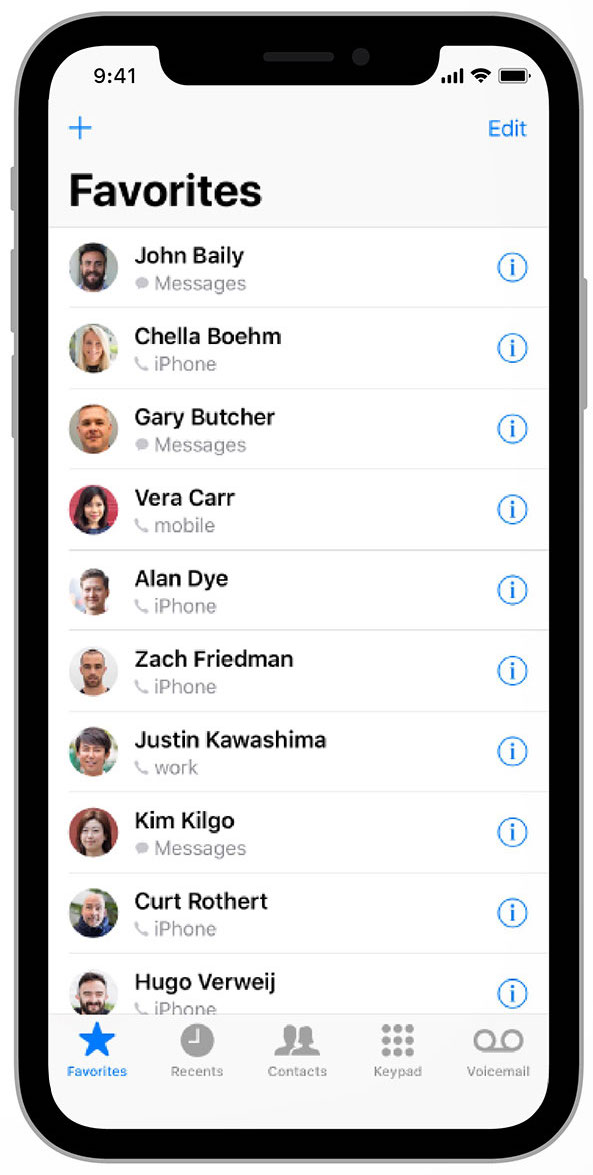 9:41
+
Edit
Favorites
John Baily
Messages
Chella Boehm
iPhone
Gary Butcher
Messages
Vera Carr
mobile
Alan Dye
iPhone
Zach Friedman
iPhone
Justin Kawashima
work
Kim Kilgo
Messages
Curt Rothert
iPhone
Hugo Verweij
iPhone
Favorites Recents Contacts Keypad Voicemail